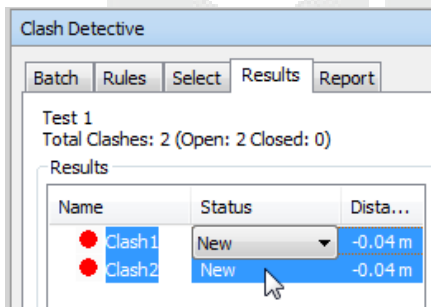 Clash Detective
Batch Rules Select Results Report
Test 1
Total Clashes: 2 (Open: 2 Closed: 0)
Results
Name Status Dista...
Clash1 New -0.04 m
Clash2 New -0.04 m